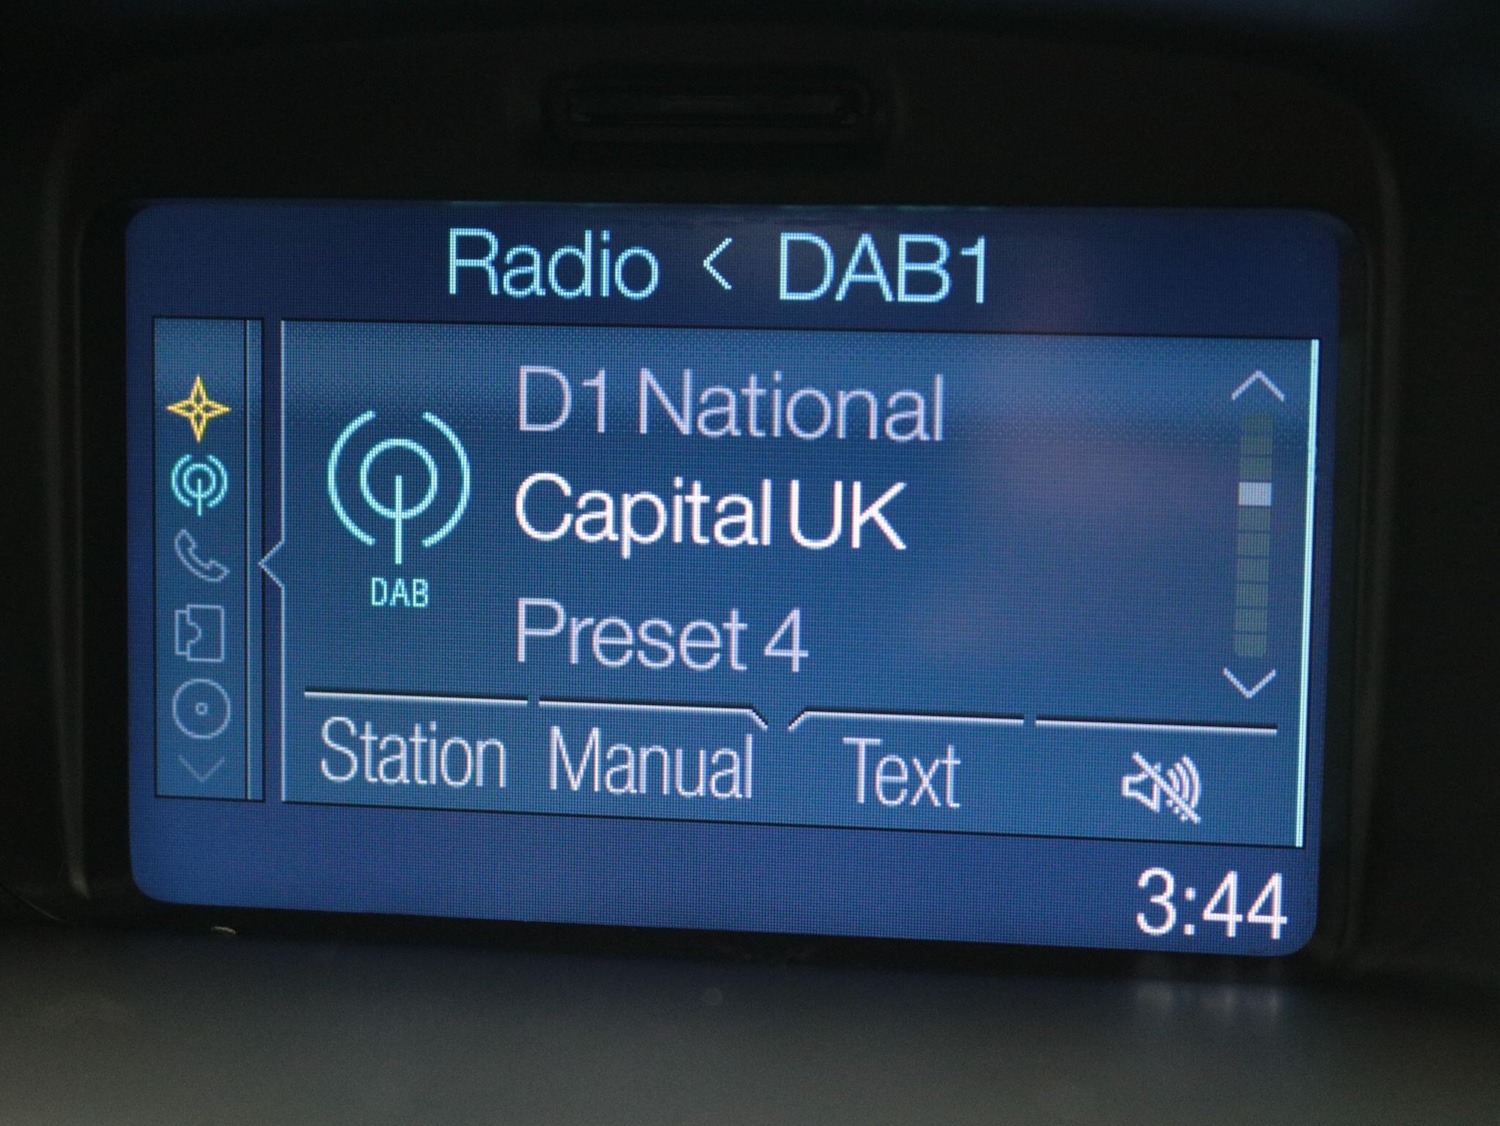 Radio < DAB1
D1 National
Capital UK
DAB
Preset 4
Station Manual Text
3:44